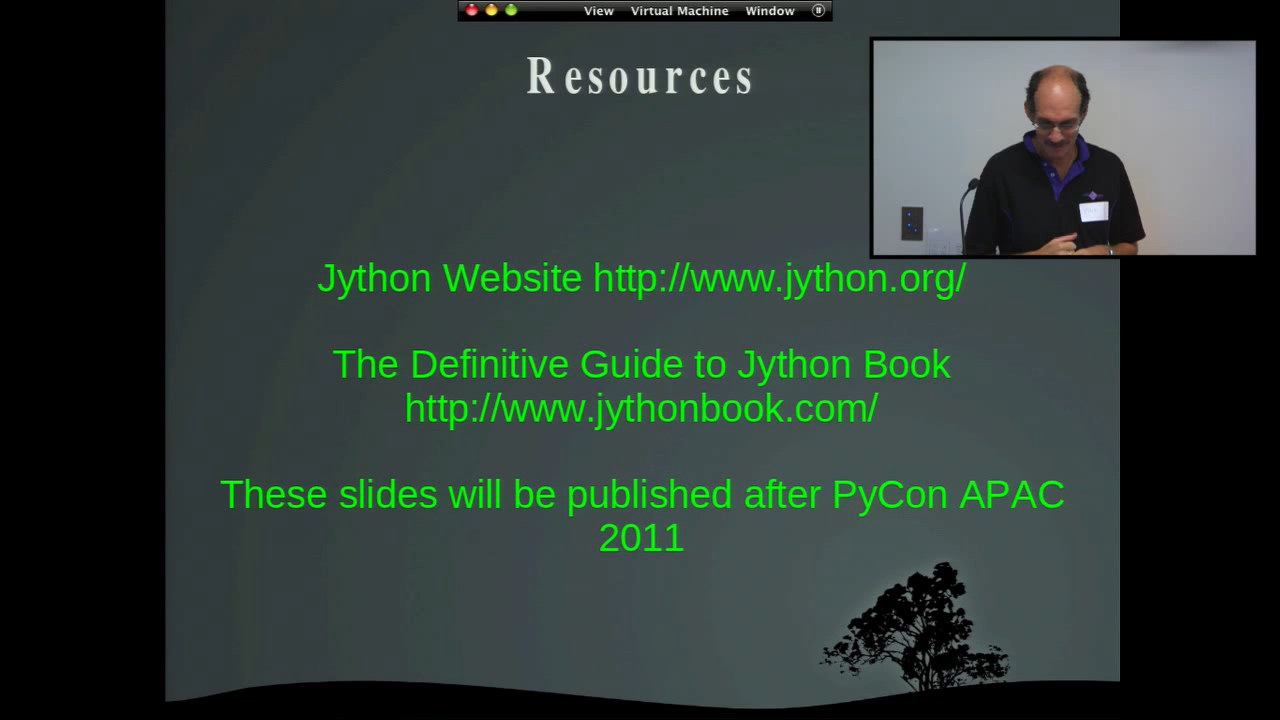 View Virtual Machine Window
Resources
Jython Website http://www.jython.org/
The Definitive Guide to Jython Book
http://www.jythonbook.com/
These slides will be published after PyCon APAC
2011